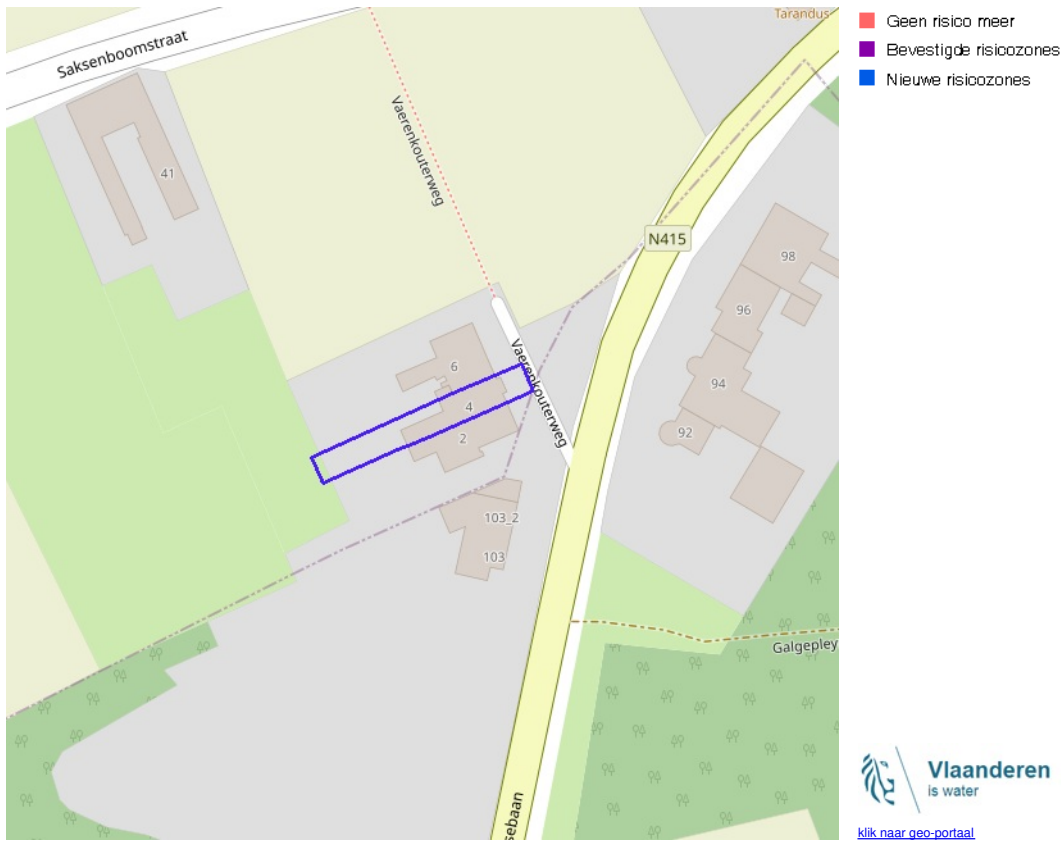 Saksenboomstraat
Tarandus
Vaerenkouterweg
41
N415
98
96
94
92
6
4
2
Vaerenkouterweg
103_2
103
Galgepley
sebaan
Geen risico meer
Bevestigde risicozones
Nieuwe risicozones
Vlaanderen
is water
klik naar geo-portaal